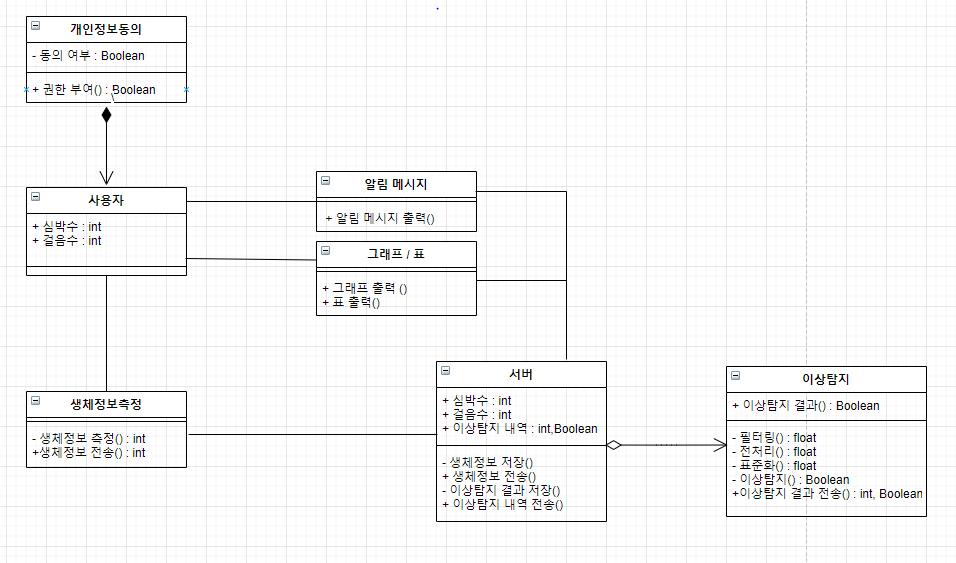 개인정보동의
- 동의 여부 : Boolean
+ 권한 부여() : Boolean
사용자
+ 심박수 : int
+ 걸음수 : int
알림 메시지
+ 알림 메시지 출력()
그래프 / 표
+ 그래프 출력 ()
+ 표 출력()
생체정보측정
- 생체정보 측정() : int
+생체정보 전송() : int
서버
+ 심박수 : int
+ 걸음수 : int
+ 이상탐지 내역 : int,Boolean
- 생체정보 저장()
+ 생체정보 전송()
- 이상탐지 결과 저장()
+ 이상탐지 내역 전송()
이상탐지
+ 이상탐지 결과() : Boolean
- 필터링() : float
- 전처리() : float
- 표준화() : float
- 이상탐지() : Boolean
+이상탐지 결과 전송() : int, Boolean